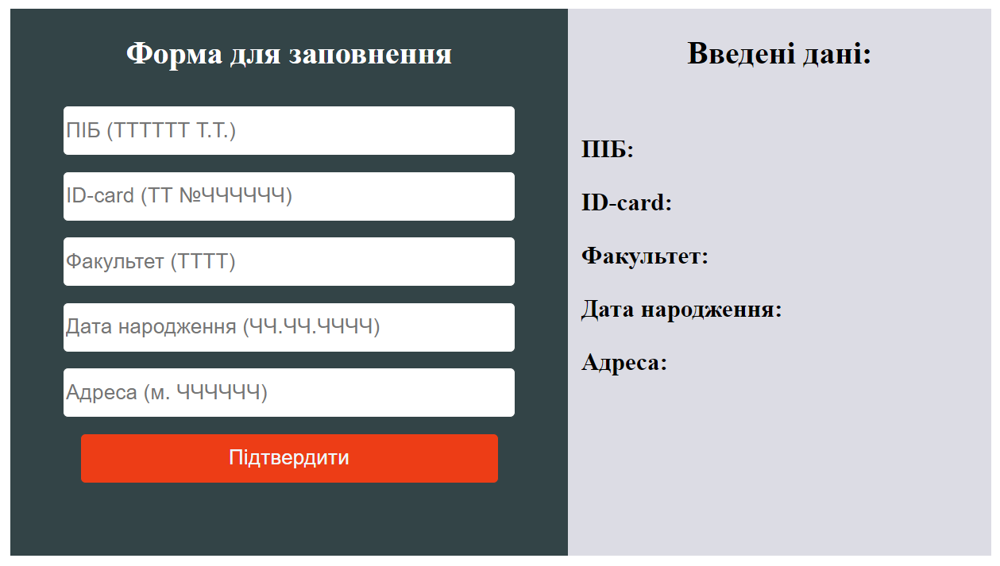 Форма для заповнення
ПІБ (ТТТТТТ Т.Т.)
ID-card (ТТ №ЧЧЧЧЧЧ)
Факультет (ТТТТ)
Дата народження (ЧЧ.ЧЧ.ЧЧЧЧ)
Адреса (м. ЧЧЧЧЧЧ)
Підтвердити
Введені дані:
ПІБ:
ID-card:
Факультет:
Дата народження:
Адреса: